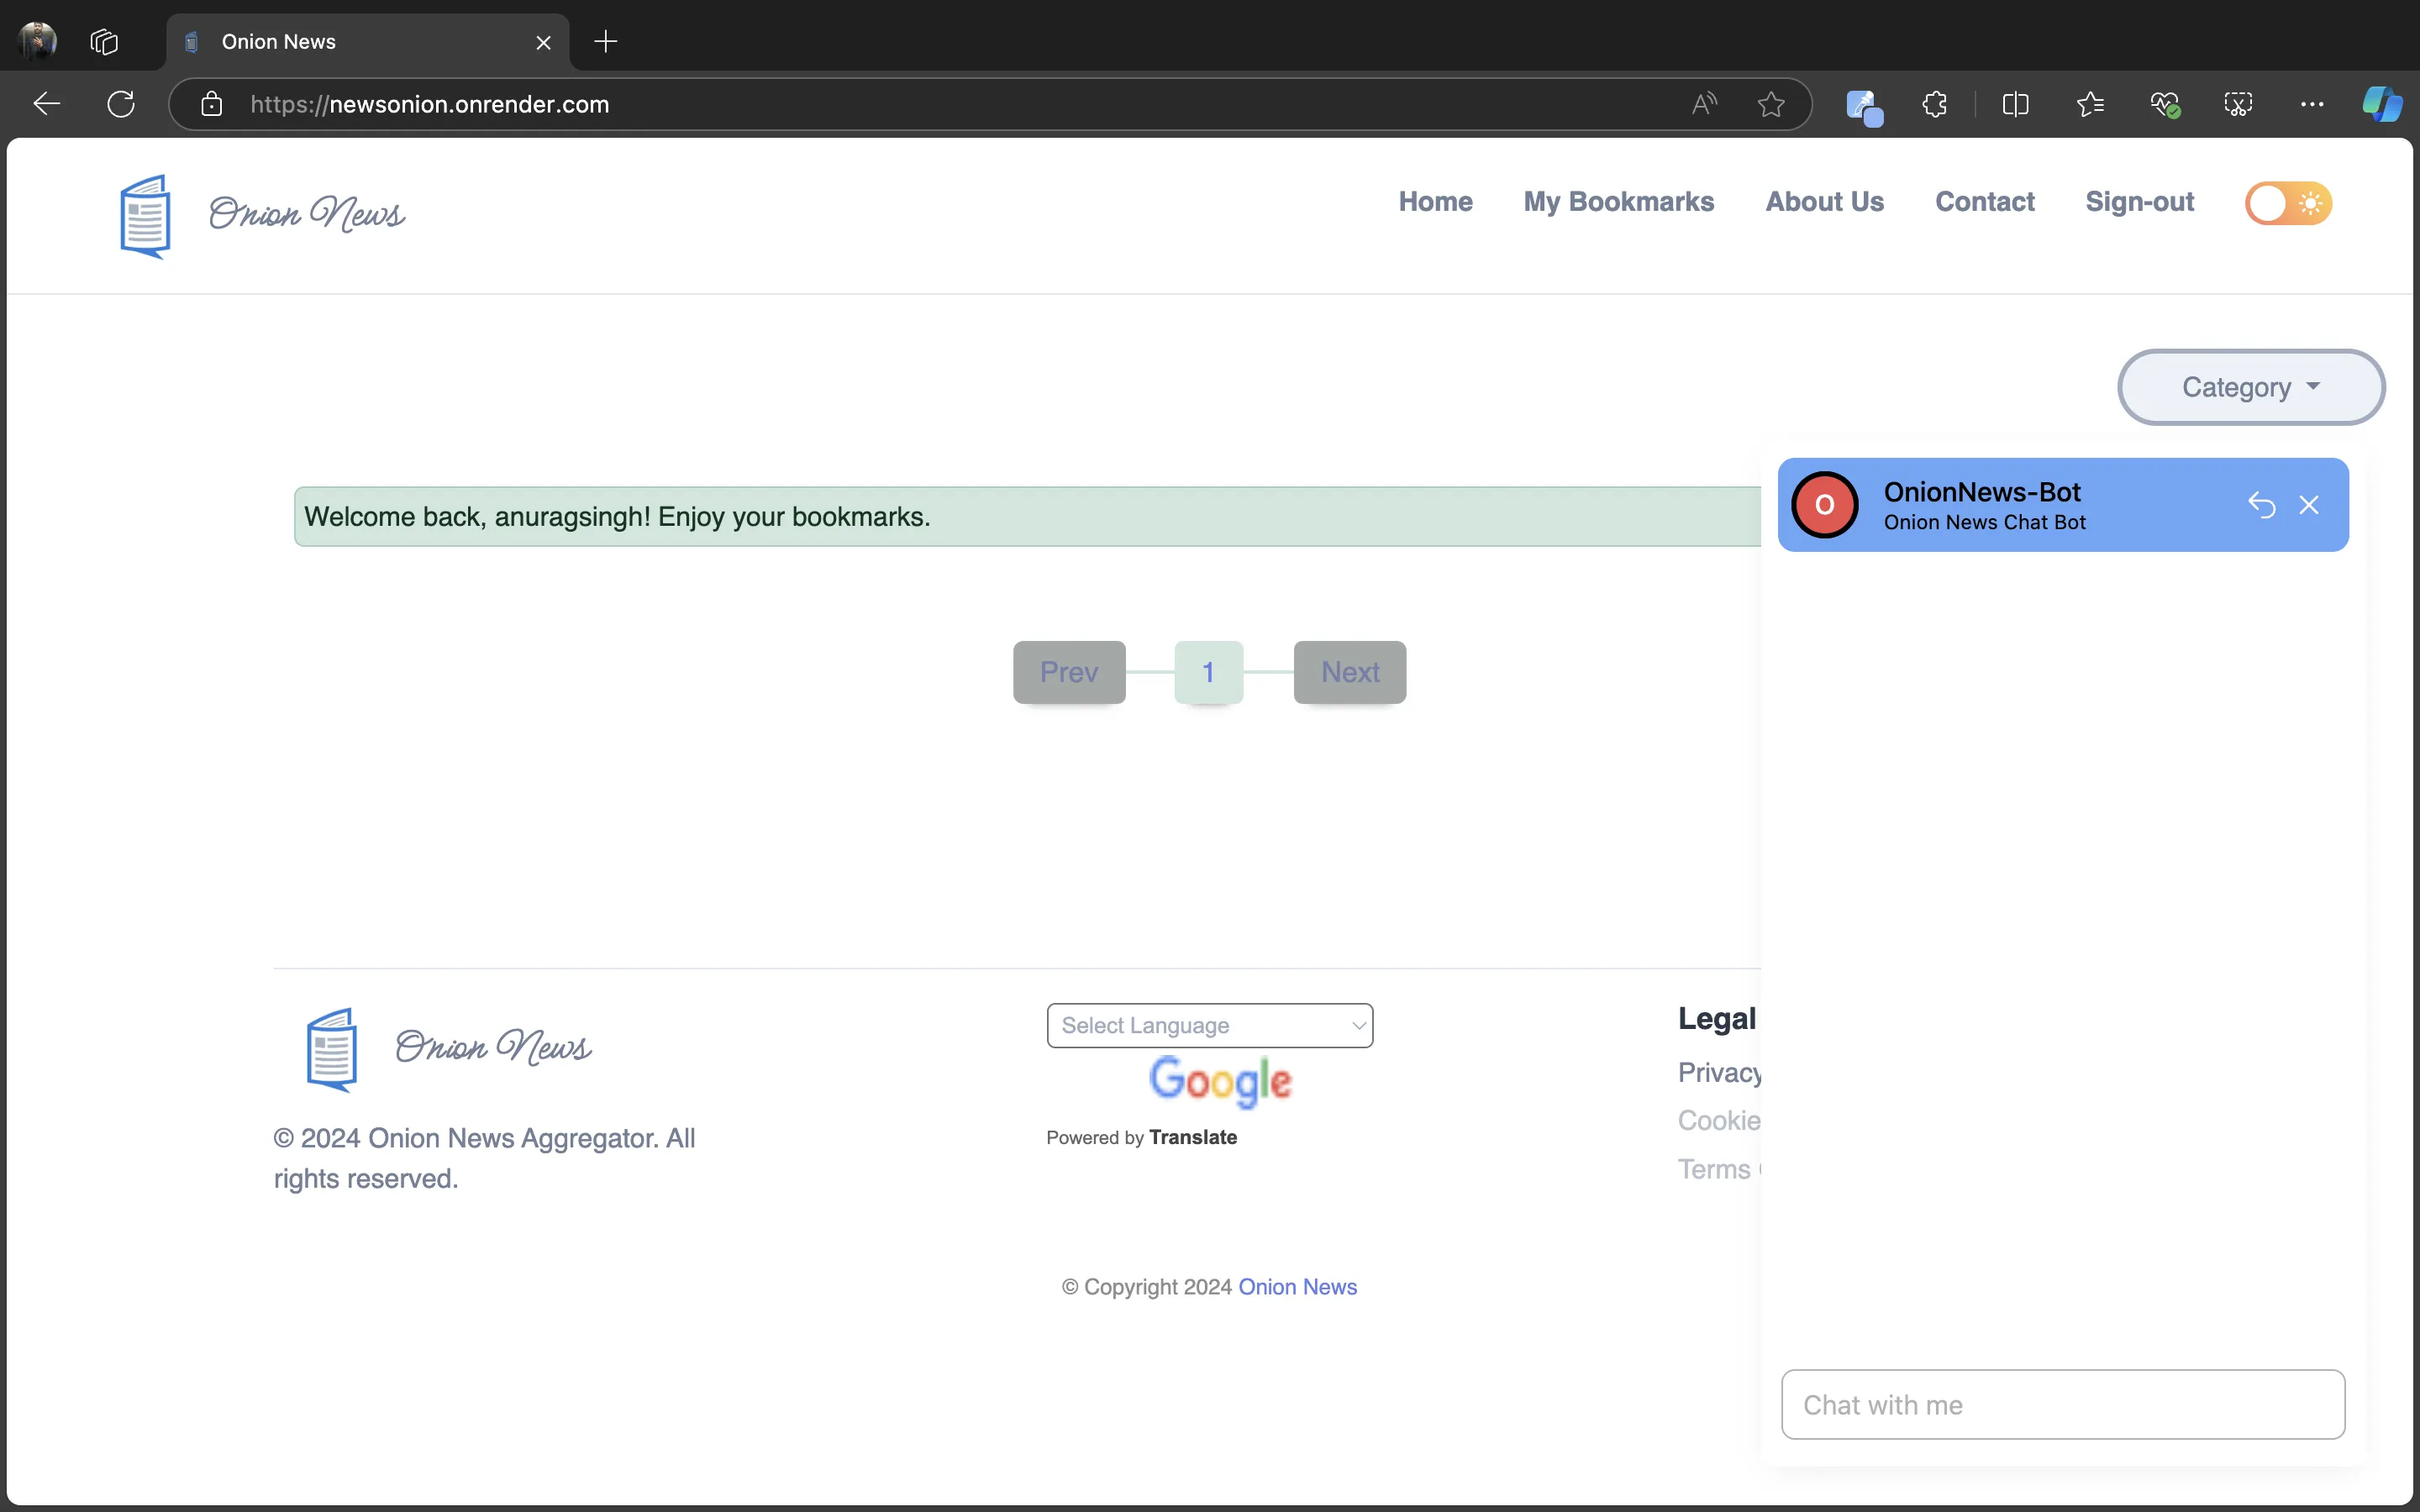 Onion News
https://newsonion.onrender.com
Onion News
Home My Bookmarks About Us Contact Sign-out
Category
Welcome back, anuragsingh! Enjoy your bookmarks.
O
OnionNews-Bot
Onion News Chat Bot
Prev 1 Next
Onion News
© 2024 Onion News Aggregator. All
rights reserved.
Select Language
Google
Powered by Translate
Legal
Privacy
Cookie
Terms
© Copyright 2024 Onion News
Chat with me